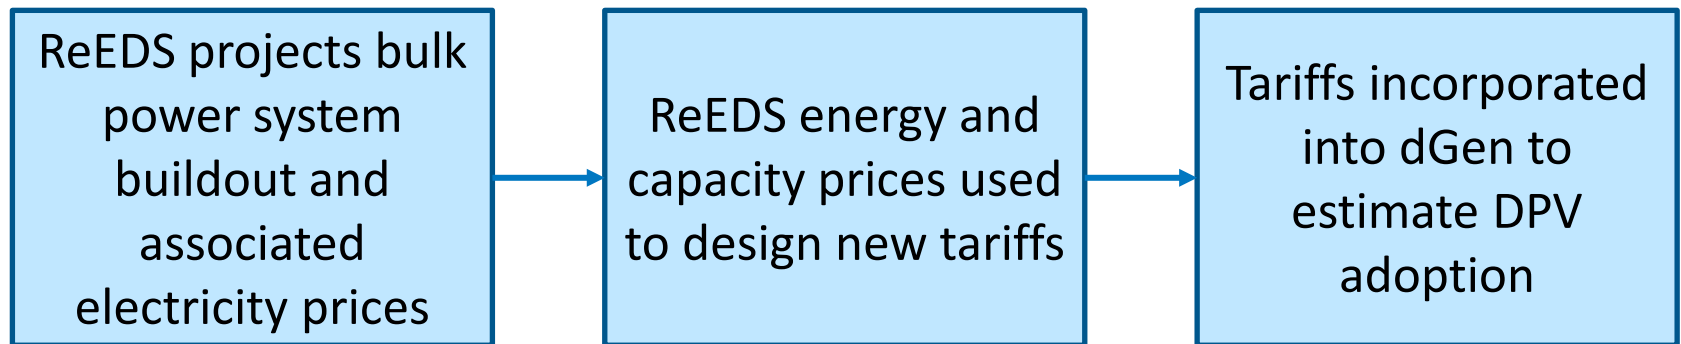 ReEDS projects bulk
power system
buildout and
associated
electricity prices
ReEDS energy and
capacity prices used
to design new tariffs
Tariffs incorporated
into dGen to
estimate DPV
adoption